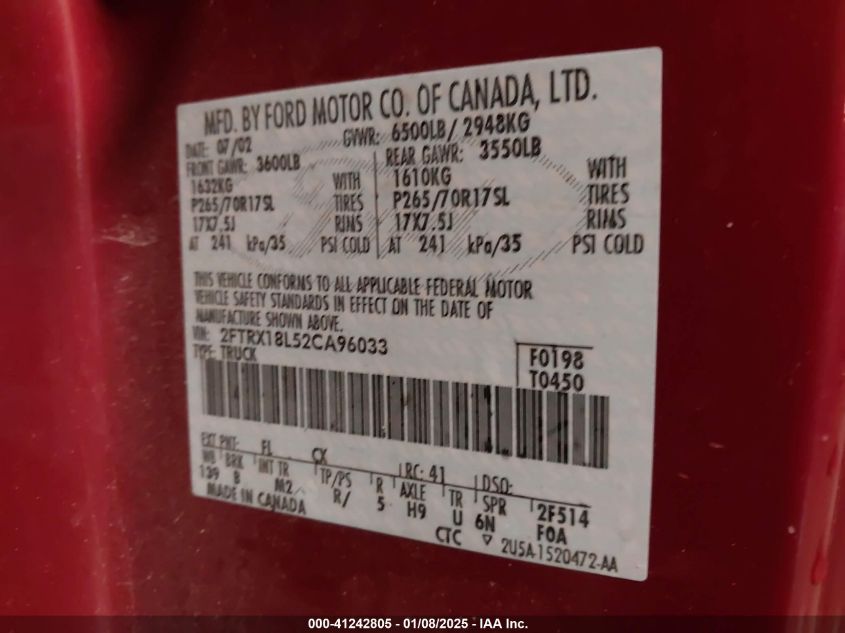 MFD. BY FORD MOTOR CO. OF CANADA, LTD.
DATE: 07/02 GVWR: 6500LB/ 2948KG
FRONT GAWR: 3600LB REAR GAWR: 3550LB
1632KG WITH 1610KG WITH
P265/70R17SL TIRES P265/70R17SL TIRES
17X7.5J RIMS 17X7.5J RIMS
AT 241 kPa/35 PSI COLD AT 241 kPa/35 PSI COLD
THIS VEHICLE CONFORMS TO ALL APPLICABLE FEDERAL MOTOR
VEHICLE SAFETY STANDARDS IN EFFECT ON THE DATE OF
MANUFACTURE SHOWN ABOVE.
VIN: 2FTRX18L52CA96033
TYPE: TRUCK
F0198
T0450
EXT PNT: FL CX RC: 41 DSO:
WB BRK INT TR TP/PS R AXLE TR SPR 2F514
139 B M2 R/ 5 H9 U 6N FOA
MADE IN CANADA CTC ▽ 2U5A-1520472-AA
000-41242805 - 01/08/2025 - IAA Inc.